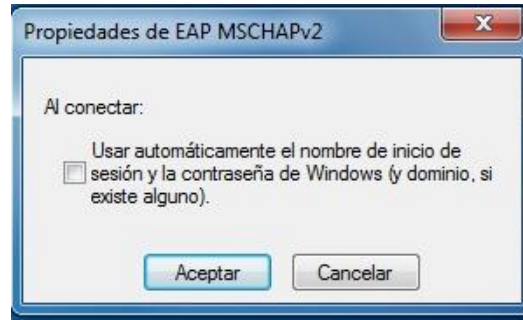 Propiedades de EAP MSCHAPv2
Al conectar:
Usar automáticamente el nombre de inicio de
sesión y la contraseña de Windows (y dominio, si
existe alguno).
Aceptar
Cancelar